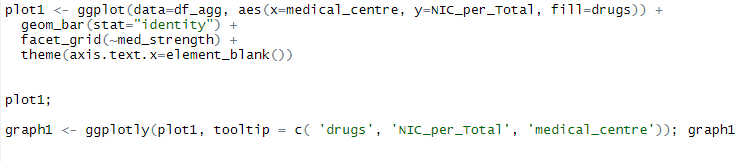 plot1 <- ggplot(data=df_agg, aes(x=medical_centre, y=NIC_per_Total, fill=drugs)) +
  geom_bar(stat="identity") +
  facet_grid(~med_strength) +
  theme(axis.text.x=element_blank())
plot1;
graph1 <- ggplotly(plot1, tooltip = c( 'drugs', 'NIC_per_Total', 'medical_centre')); graph1